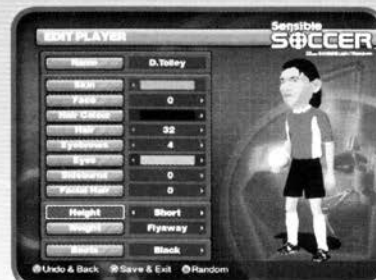 EDIT PLAYER
Sensible
SOCCER
Name D.Tolley
Skin
Face 0
Hair Colour
Hair 32
Eyebrows 4
Eyes
Sideburns 0
Facial Hair 0
Height Short
Weight Flyaway
Boots Black
Undo & Back Save & Exit Random